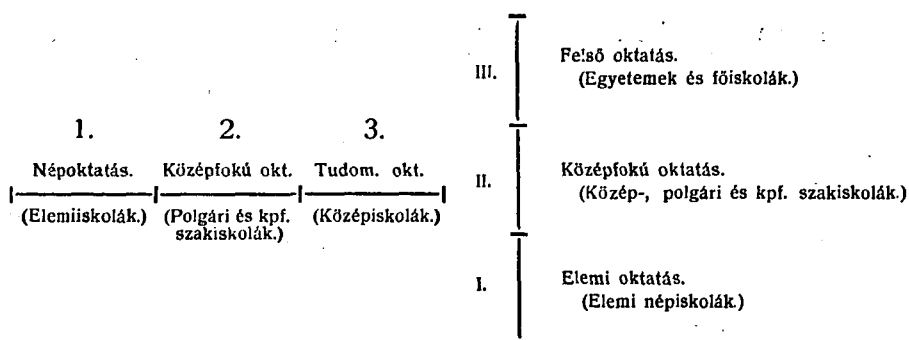 1. 2. 3.
Népoktatás. Középfokú okt. Tudom. okt.
(Elemiiskolák.) (Polgári és kpf. (Középiskolák.)
szakiskolák.)
III. Felső oktatás.
(Egyetemek és főiskolák.)
II. Középfokú oktatás.
(Közép-, polgári és kpf. szakiskolák.)
I. Elemi oktatás.
(Elemi népiskolák.)